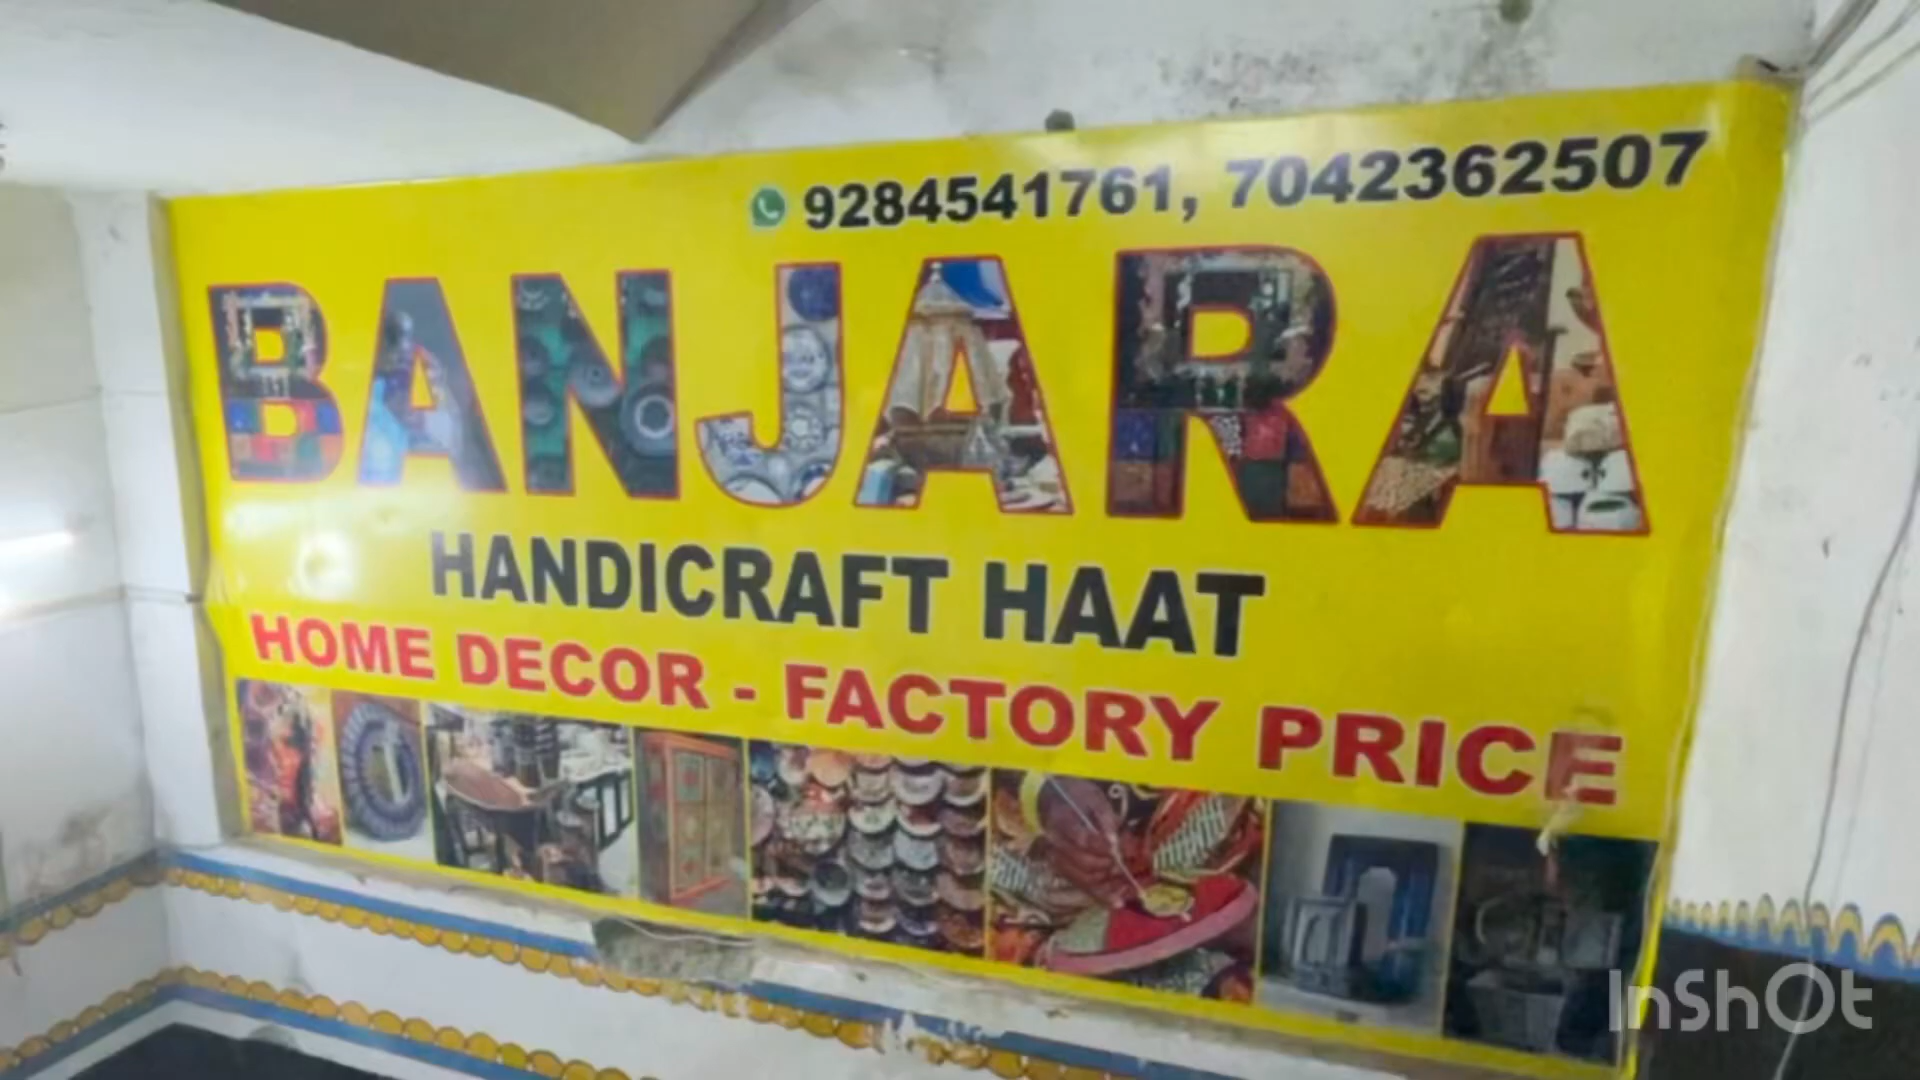 9284541761, 7042362507
BANJARA
HANDICRAFT HAAT
HOME DECOR - FACTORY PRICE
InShOt